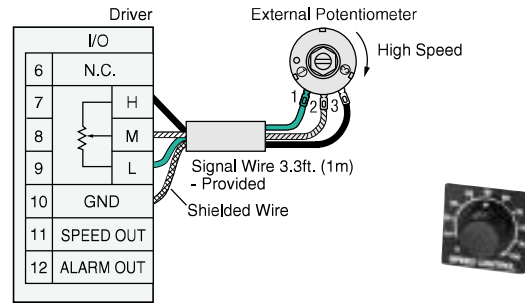 Driver
External Potentiometer
I/O
High Speed
6 N.C.
7 H
8 M
9 L
10 GND
11 SPEED OUT
12 ALARM OUT
1 2 3
Signal Wire 3.3ft. (1m)
- Provided
Shielded Wire